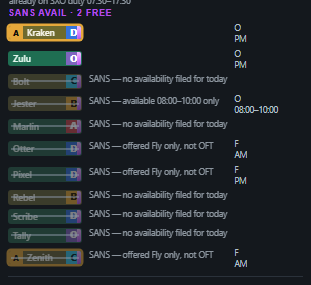 already on SXO duty 07:30–17:30
SANS AVAIL · 2 FREE
A Kraken D O
PM
Zulu O O
PM
Bolt C SANS — no availability filed for today
Jester B SANS — available 08:00–10:00 only O
08:00–10:00
Marlin A SANS — no availability filed for today
Otter D SANS — offered Fly only, not OFT F
AM
Pixel D SANS — offered Fly only, not OFT F
PM
Rebel B SANS — no availability filed for today
Scribe D SANS — no availability filed for today
Tally O SANS — no availability filed for today
A Zenith C SANS — offered Fly only, not OFT F
AM